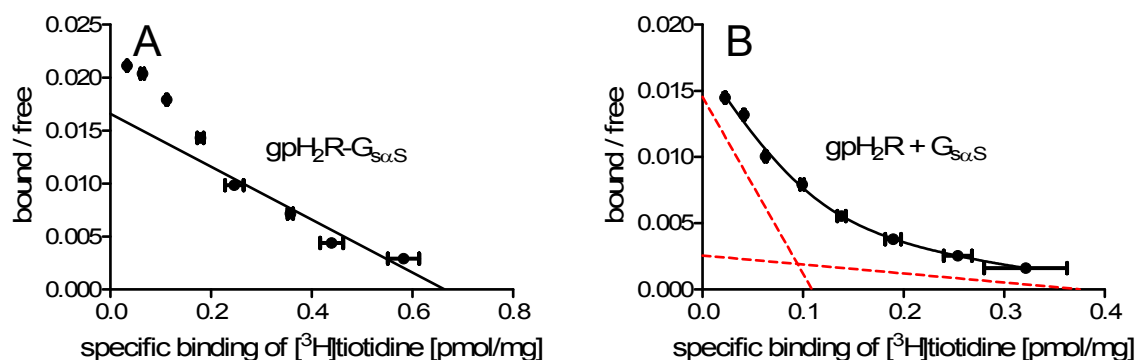 A
0.025
0.020
0.015
0.010
0.005
0.000
bound / free
gpH₂R-GsαS
0.0 0.2 0.4 0.6 0.8
specific binding of [³H]tiotidine [pmol/mg]
B
0.020
0.015
0.010
0.005
0.000
bound / free
gpH₂R + GsαS
0.0 0.1 0.2 0.3 0.4
specific binding of [³H]tiotidine [pmol/mg]